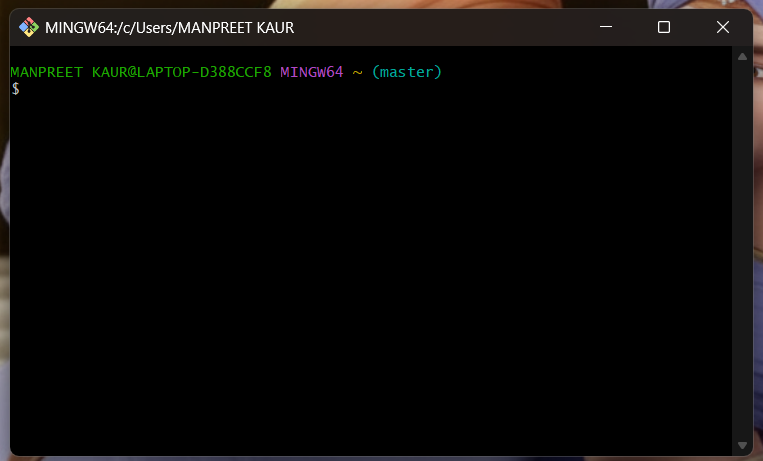 MINGW64:/c/Users/MANPREET KAUR
MANPREET KAUR@LAPTOP-D388CCF8 MINGW64 ~ (master)
$